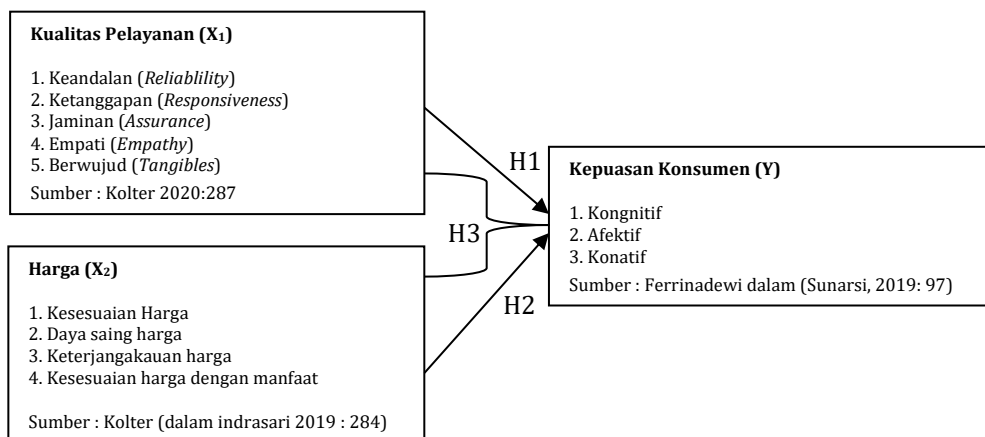 Kualitas Pelayanan (X₁)
1. Keandalan (Reliablility)
2. Ketanggapan (Responsiveness)
3. Jaminan (Assurance)
4. Empati (Empathy)
5. Berwujud (Tangibles)
Sumber : Kolter 2020:287
H1
Kepuasan Konsumen (Y)
1. Kongnitif
2. Afektif
3. Konatif
Sumber : Ferrinadewi dalam (Sunarsi, 2019: 97)
H3
Harga (X₂)
1. Kesesuaian Harga
2. Daya saing harga
3. Keterjangakauan harga
4. Kesesuaian harga dengan manfaat
Sumber : Kolter (dalam indrasari 2019 : 284)
H2